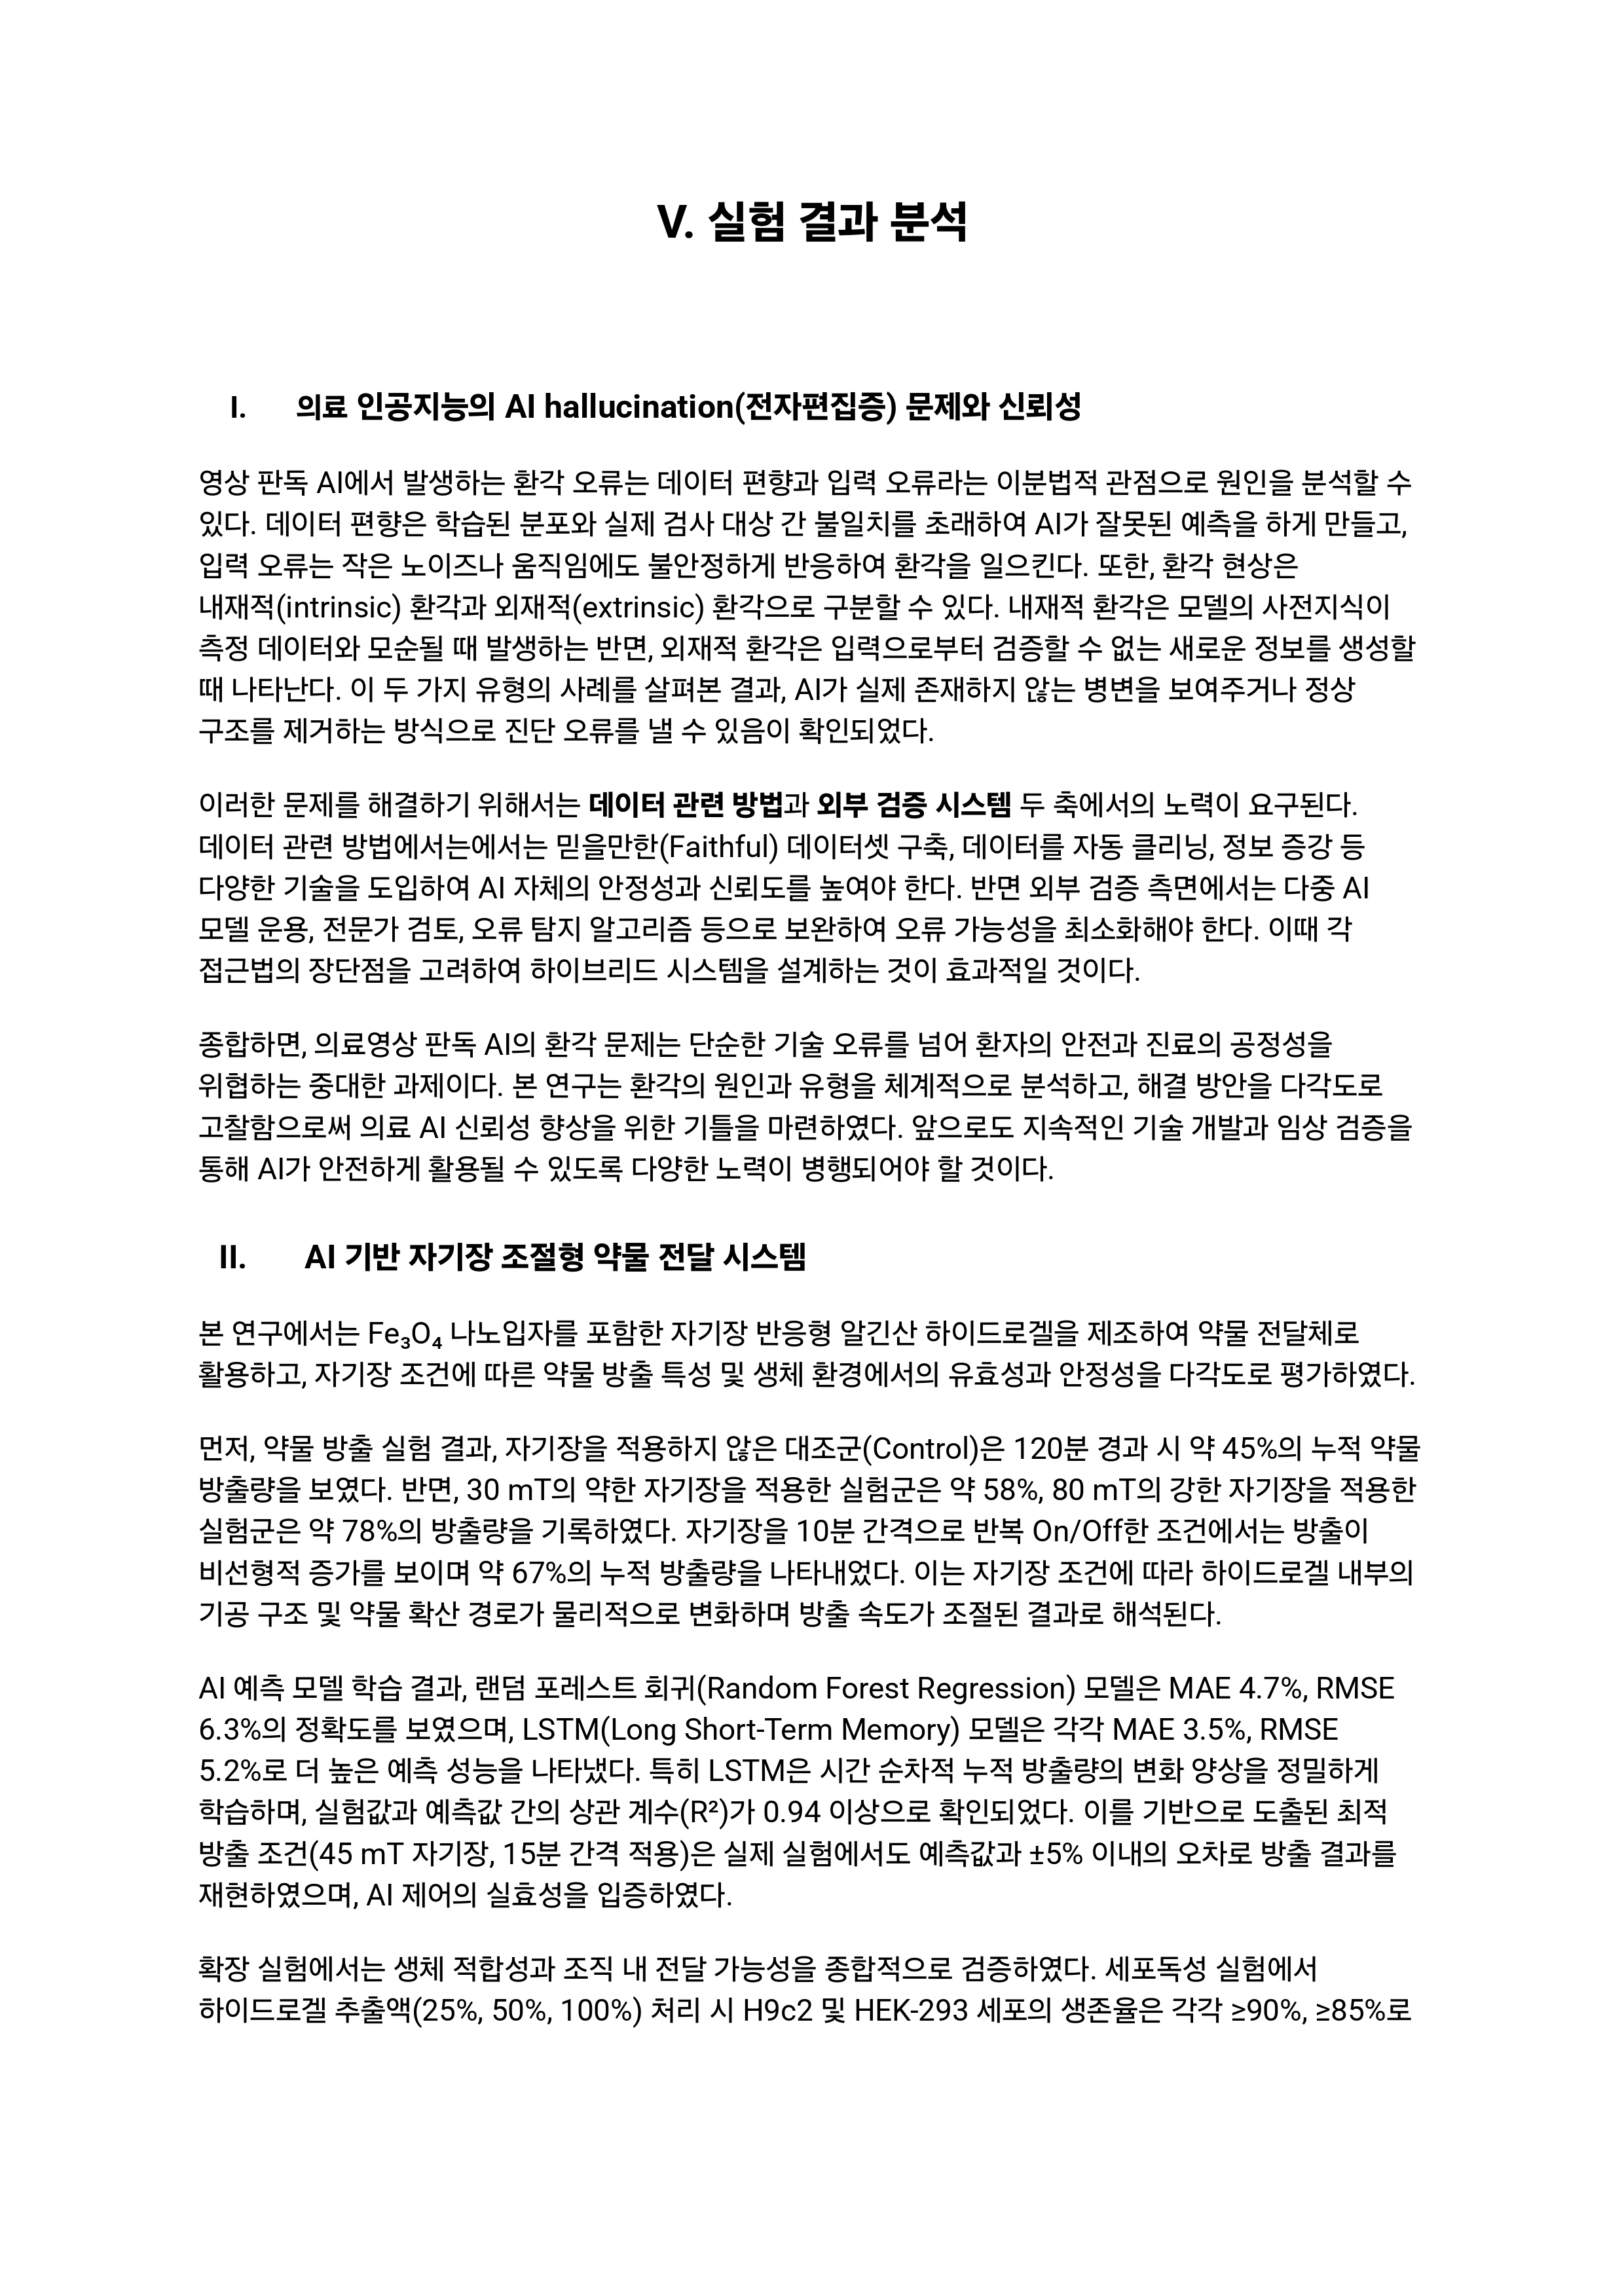 V. 실험 결과 분석
I. 의료 인공지능의 AI hallucination(전자편집증) 문제와 신뢰성
영상 판독 AI에서 발생하는 환각 오류는 데이터 편향과 입력 오류라는 이분법적 관점으로 원인을 분석할 수
있다. 데이터 편향은 학습된 분포와 실제 검사 대상 간 불일치를 초래하여 AI가 잘못된 예측을 하게 만들고,
입력 오류는 작은 노이즈나 움직임에도 불안정하게 반응하여 환각을 일으킨다. 또한, 환각 현상은
내재적(intrinsic) 환각과 외재적(extrinsic) 환각으로 구분할 수 있다. 내재적 환각은 모델의 사전지식이
측정 데이터와 모순될 때 발생하는 반면, 외재적 환각은 입력으로부터 검증할 수 없는 새로운 정보를 생성할
때 나타난다. 이 두 가지 유형의 사례를 살펴본 결과, AI가 실제 존재하지 않는 병변을 보여주거나 정상
구조를 제거하는 방식으로 진단 오류를 낼 수 있음이 확인되었다.
이러한 문제를 해결하기 위해서는 데이터 관련 방법과 외부 검증 시스템 두 축에서의 노력이 요구된다.
데이터 관련 방법에서는에서는 믿을만한(Faithful) 데이터셋 구축, 데이터를 자동 클리닝, 정보 증강 등
다양한 기술을 도입하여 AI 자체의 안정성과 신뢰도를 높여야 한다. 반면 외부 검증 측면에서는 다중 AI
모델 운용, 전문가 검토, 오류 탐지 알고리즘 등으로 보완하여 오류 가능성을 최소화해야 한다. 이때 각
접근법의 장단점을 고려하여 하이브리드 시스템을 설계하는 것이 효과적일 것이다.
종합하면, 의료영상 판독 AI의 환각 문제는 단순한 기술 오류를 넘어 환자의 안전과 진료의 공정성을
위협하는 중대한 과제이다. 본 연구는 환각의 원인과 유형을 체계적으로 분석하고, 해결 방안을 다각도로
고찰함으로써 의료 AI 신뢰성 향상을 위한 기틀을 마련하였다. 앞으로도 지속적인 기술 개발과 임상 검증을
통해 AI가 안전하게 활용될 수 있도록 다양한 노력이 병행되어야 할 것이다.
II. AI 기반 자기장 조절형 약물 전달 시스템
본 연구에서는 Fe₃O₄ 나노입자를 포함한 자기장 반응형 알긴산 하이드로겔을 제조하여 약물 전달체로
활용하고, 자기장 조건에 따른 약물 방출 특성 및 생체 환경에서의 유효성과 안정성을 다각도로 평가하였다.
먼저, 약물 방출 실험 결과, 자기장을 적용하지 않은 대조군(Control)은 120분 경과 시 약 45%의 누적 약물
방출량을 보였다. 반면, 30 mT의 약한 자기장을 적용한 실험군은 약 58%, 80 mT의 강한 자기장을 적용한
실험군은 약 78%의 방출량을 기록하였다. 자기장을 10분 간격으로 반복 On/Off한 조건에서는 방출이
비선형적 증가를 보이며 약 67%의 누적 방출량을 나타내었다. 이는 자기장 조건에 따라 하이드로겔 내부의
기공 구조 및 약물 확산 경로가 물리적으로 변화하며 방출 속도가 조절된 결과로 해석된다.
AI 예측 모델 학습 결과, 랜덤 포레스트 회귀(Random Forest Regression) 모델은 MAE 4.7%, RMSE
6.3%의 정확도를 보였으며, LSTM(Long Short-Term Memory) 모델은 각각 MAE 3.5%, RMSE
5.2%로 더 높은 예측 성능을 나타냈다. 특히 LSTM은 시간 순차적 누적 방출량의 변화 양상을 정밀하게
학습하며, 실험값과 예측값 간의 상관 계수(R²)가 0.94 이상으로 확인되었다. 이를 기반으로 도출된 최적
방출 조건(45 mT 자기장, 15분 간격 적용)은 실제 실험에서도 예측값과 ±5% 이내의 오차로 방출 결과를
재현하였으며, AI 제어의 실효성을 입증하였다.
확장 실험에서는 생체 적합성과 조직 내 전달 가능성을 종합적으로 검증하였다. 세포독성 실험에서
하이드로겔 추출액(25%, 50%, 100%) 처리 시 H9c2 및 HEK-293 세포의 생존율은 각각 ≥90%, ≥85%로